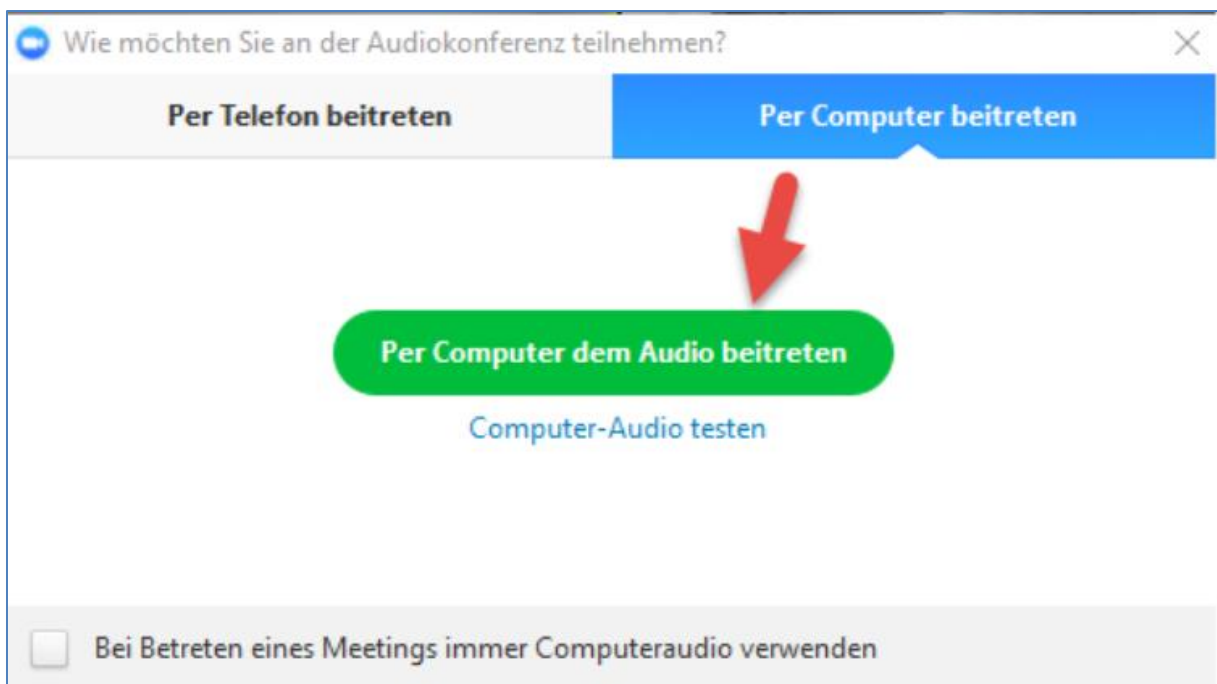 Wie möchten Sie an der Audiokonferenz teilnehmen?
Per Telefon beitreten
Per Computer beitreten
Per Computer dem Audio beitreten
Computer-Audio testen
Bei Betreten eines Meetings immer Computeraudio verwenden